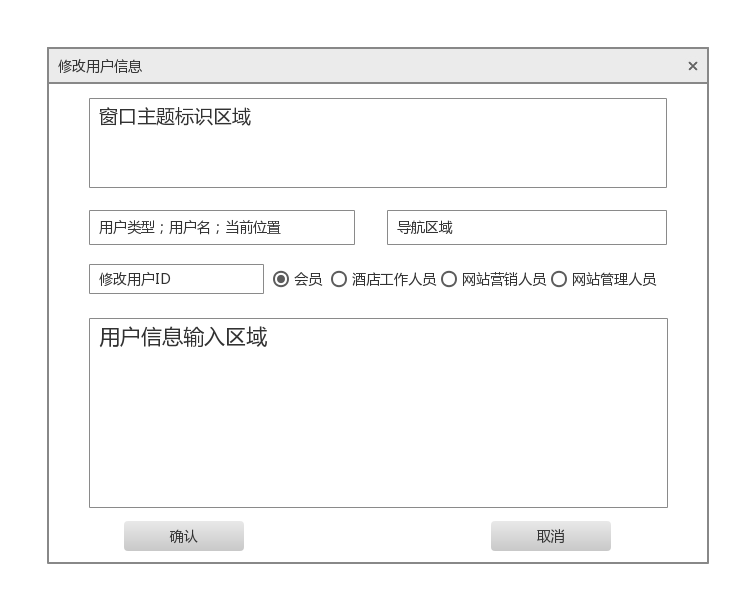 修改用户信息
窗口主题标识区域
用户类型；用户名；当前位置
导航区域
修改用户ID
会员 酒店工作人员 网站营销人员 网站管理人员
用户信息输入区域
确认
取消